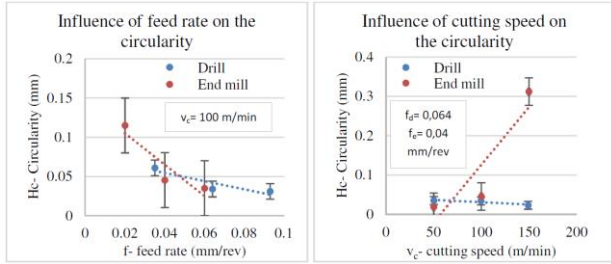 Influence of feed rate on the
circularity
Hc- Circularity (mm)
0.2
0.15
0.1
0.05
0
Drill
End mill
vc= 100 m/min
0 0.02 0.04 0.06 0.08 0.1
f- feed rate (mm/rev)
Influence of cutting speed on
the circularity
Hc- Circularity (mm)
0.4
0.3
0.2
0.1
0
Drill
End mill
fd= 0,064
fe= 0,04
mm/rev
0 50 100 150 200
vc- cutting speed (m/min)